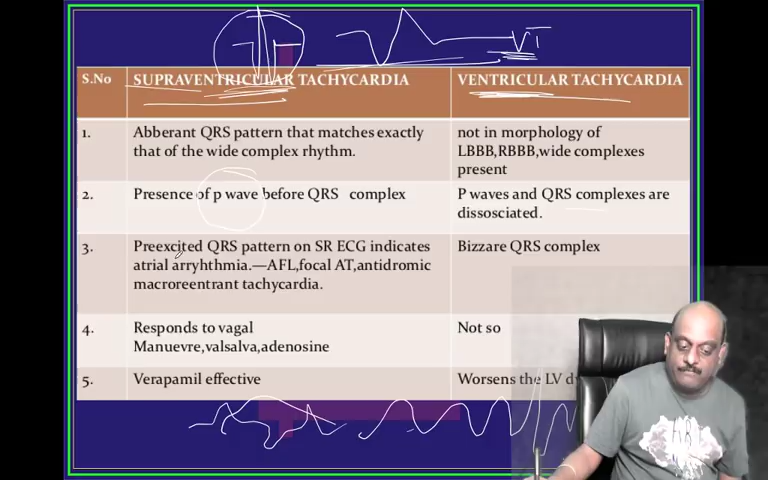 VT
S.No
SUPRAVENTRICULAR TACHYCARDIA
VENTRICULAR TACHYCARDIA
1.
Abberant QRS pattern that matches exactly
that of the wide complex rhythm.
not in morphology of
LBBB,RBBB,wide complexes
present
2.
Presence of p wave before QRS complex
P waves and QRS complexes are
dissosciated.
3.
Preexcited QRS pattern on SR ECG indicates
atrial arryhthmia.—AFL,focal AT,antidromic
macroreentrant tachycardia.
Bizzare QRS complex
4.
Responds to vagal
Manuevre,valsalva,adenosine
Not so
5.
Verapamil effective
Worsens the LV